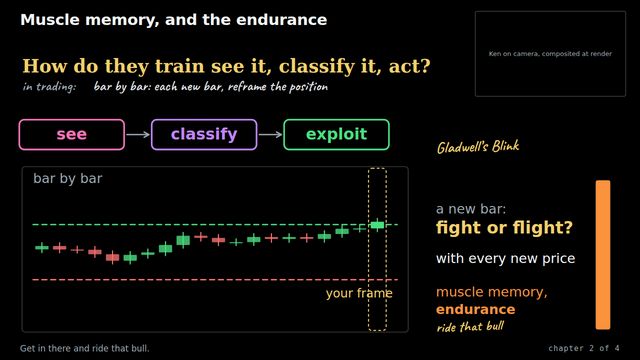 Muscle memory, and the endurance
Ken on camera, composited at render
How do they train see it, classify it, act?
in trading: bar by bar: each new bar, reframe the position
see
classify
exploit
Gladwell's Blink
bar by bar
your frame
a new bar:
fight or flight?
with every new price
muscle memory,
endurance
ride that bull
Get in there and ride that bull.
chapter 2 of 4